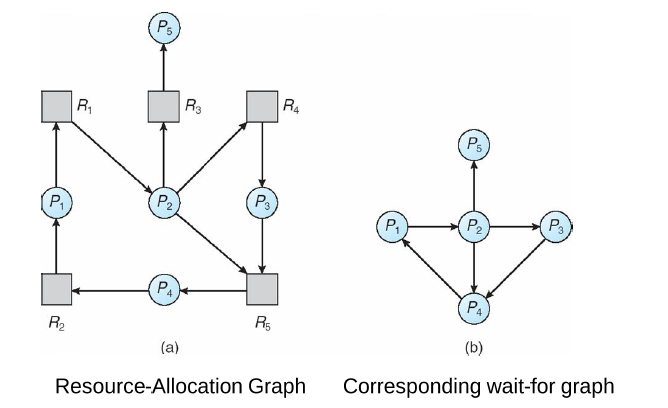 P5
R1
R3
R4
P5
P1
P2
P3
P1
P2
P3
P4
P4
R2
R5
(a)
(b)
Resource-Allocation Graph
Corresponding wait-for graph